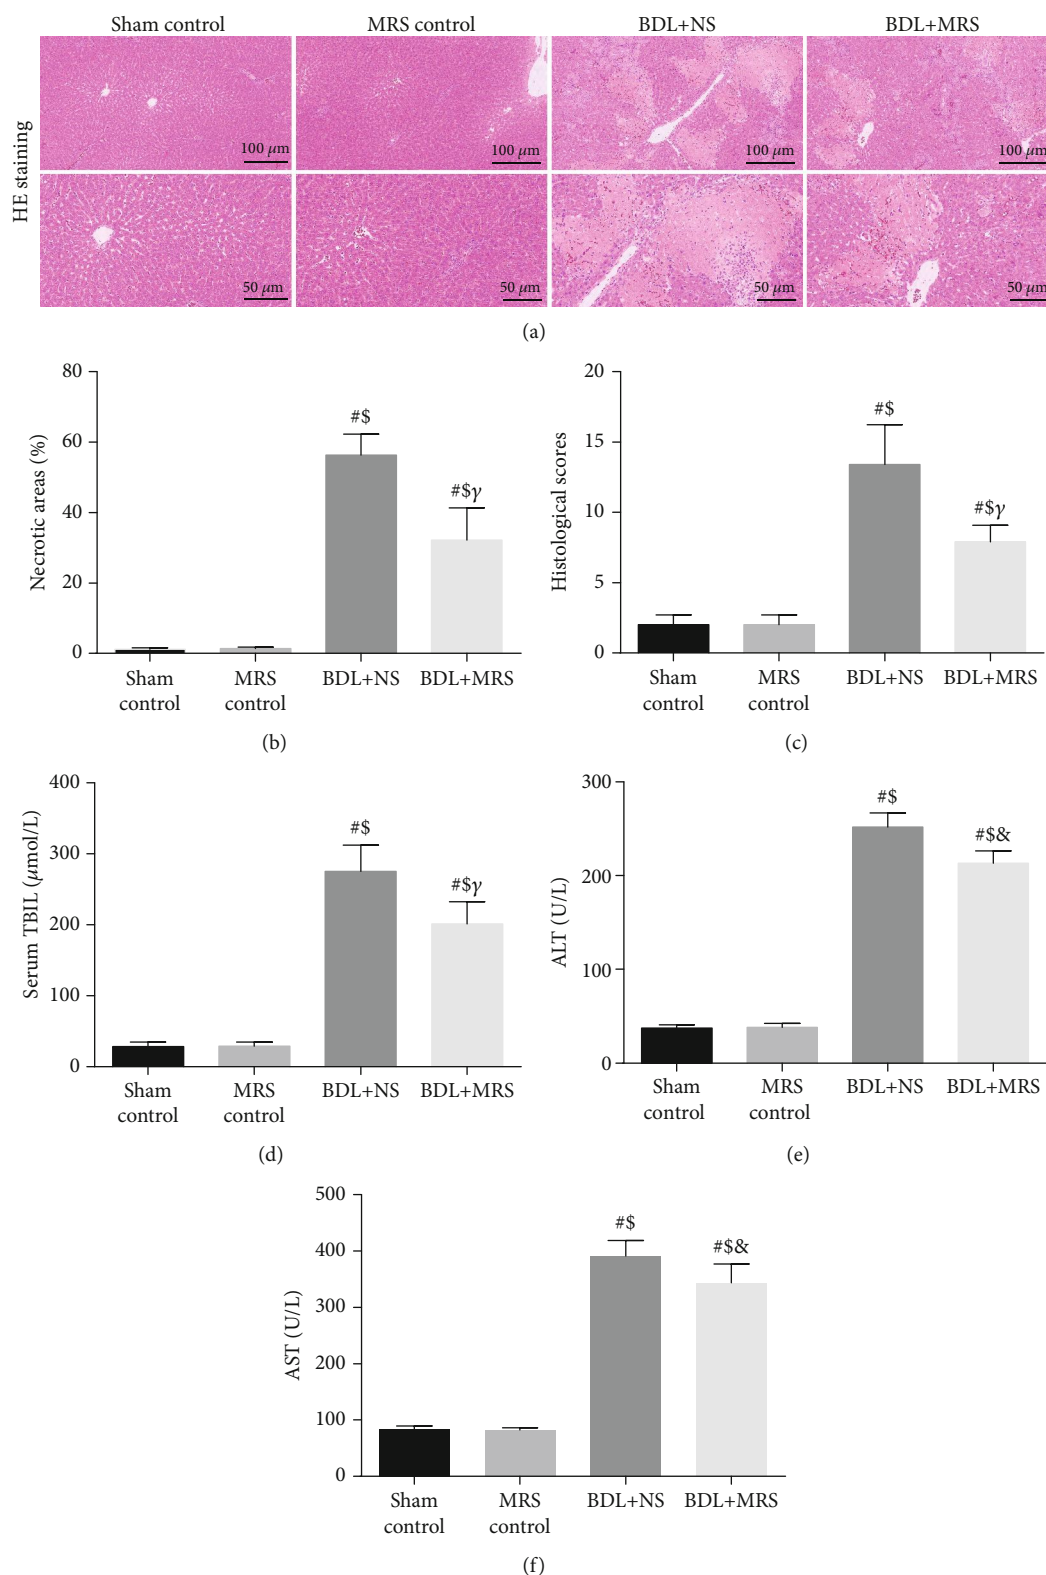 Sham control MRS control BDL+NS BDL+MRS
HE staining
100 μm 100 μm 100 μm 100 μm
50 μm 50 μm 50 μm 50 μm
(a)
Necrotic areas (%)
80
60
40
20
0
#$
#$γ
Sham control
MRS control
BDL+NS
BDL+MRS
(b)
Histological scores
20
15
10
5
0
#$
#$γ
Sham control
MRS control
BDL+NS
BDL+MRS
(c)
Serum TBIL (μmol/L)
400
300
200
100
0
#$
#$γ
Sham control
MRS control
BDL+NS
BDL+MRS
(d)
ALT (U/L)
300
200
100
0
#$
#$&
Sham control
MRS control
BDL+NS
BDL+MRS
(e)
AST (U/L)
500
400
300
200
100
0
#$
#$&
Sham control
MRS control
BDL+NS
BDL+MRS
(f)